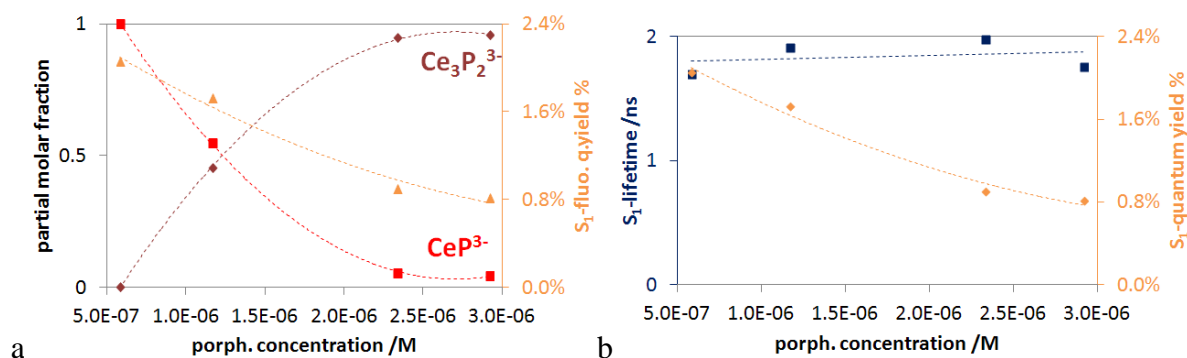 1
0.5
0
partial molar fraction
Ce₃P₂³⁻
CeP³⁻
2.4%
1.6%
0.8%
0.0%
S₁-fluo. q.yield %
5.0E-07 1.0E-06 1.5E-06 2.0E-06 2.5E-06 3.0E-06
porph. concentration /M
a
2
1
0
S₁-lifetime /ns
2.4%
1.6%
0.8%
0.0%
S₁-quantum yield %
5.0E-07 1.0E-06 1.5E-06 2.0E-06 2.5E-06 3.0E-06
porph. concentration /M
b